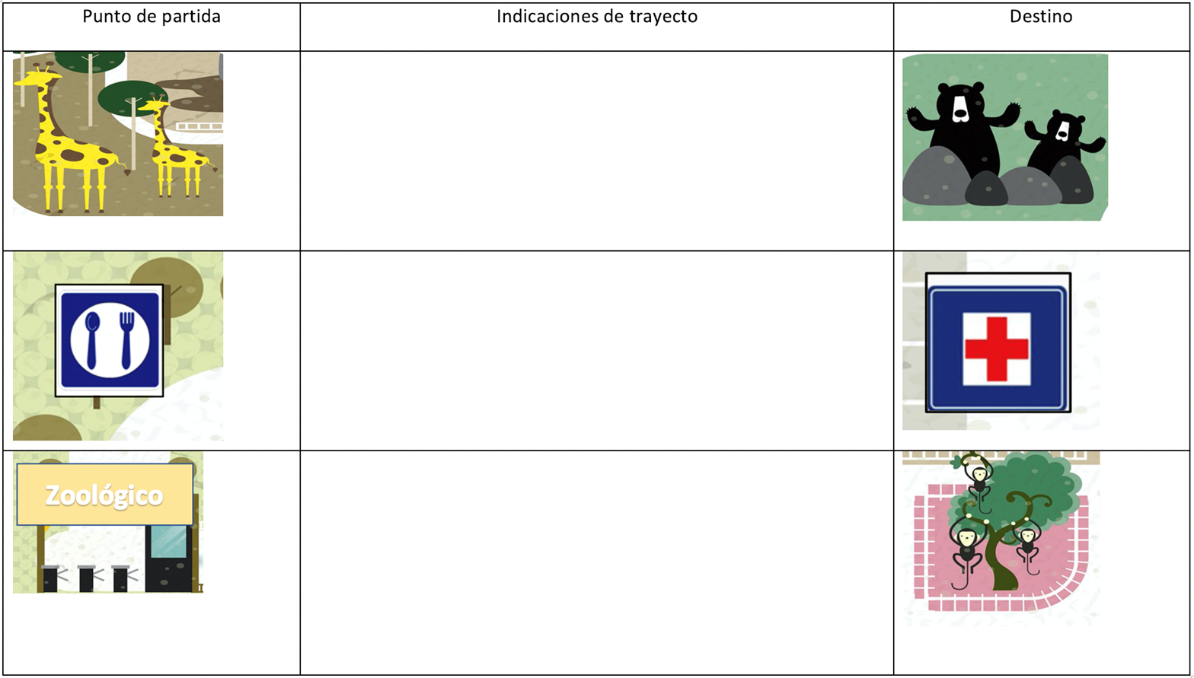 Punto de partida
Indicaciones de trayecto
Destino
Zoológico